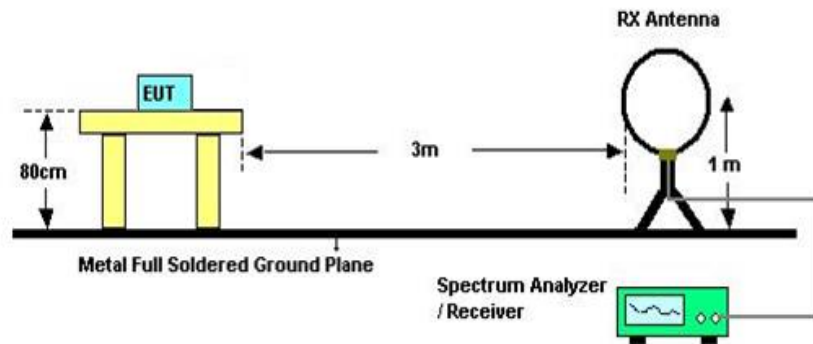 RX Antenna
EUT
80cm
3m
1 m
Metal Full Soldered Ground Plane
Spectrum Analyzer
/ Receiver